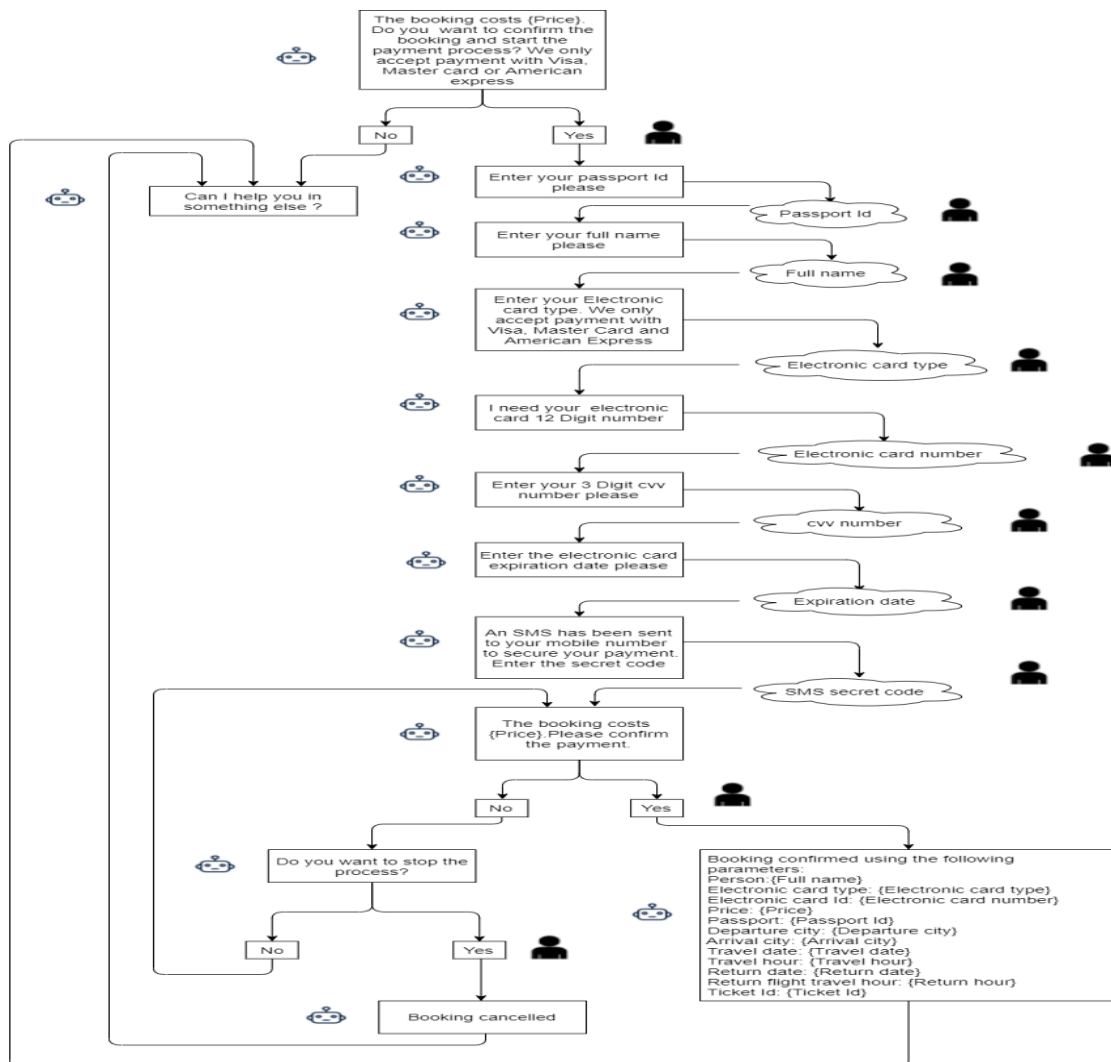 The booking costs {Price}.
Do you want to confirm the
booking and start the
payment process? We only
accept payment with Visa,
Master card or American
express
No
Yes
Enter your passport Id
please
Can I help you in
something else ?
Passport Id
Enter your full name
please
Full name
Enter your Electronic
card type. We only
accept payment with
Visa, Master Card and
American Express
Electronic card type
I need your electronic
card 12 Digit number
Electronic card number
Enter your 3 Digit cvv
number please
cvv number
Enter the electronic card
expiration date please
Expiration date
An SMS has been sent
to your mobile number
to secure your payment.
Enter the secret code
SMS secret code
The booking costs
{Price}.Please confirm
the payment.
No
Yes
Do you want to stop the
process?
Booking confirmed using the following
parameters:
Person:{Full name}
Electronic card type: {Electronic card type}
Electronic card Id: {Electronic card number}
Price: {Price}
Passport: {Passport Id}
Departure city: {Departure city}
Arrival city: {Arrival city}
Travel date: {Travel date}
Travel hour: {Travel hour}
Return date: {Return date}
Return flight travel hour: {Return hour}
Ticket Id: {Ticket Id}
No
Yes
Booking cancelled